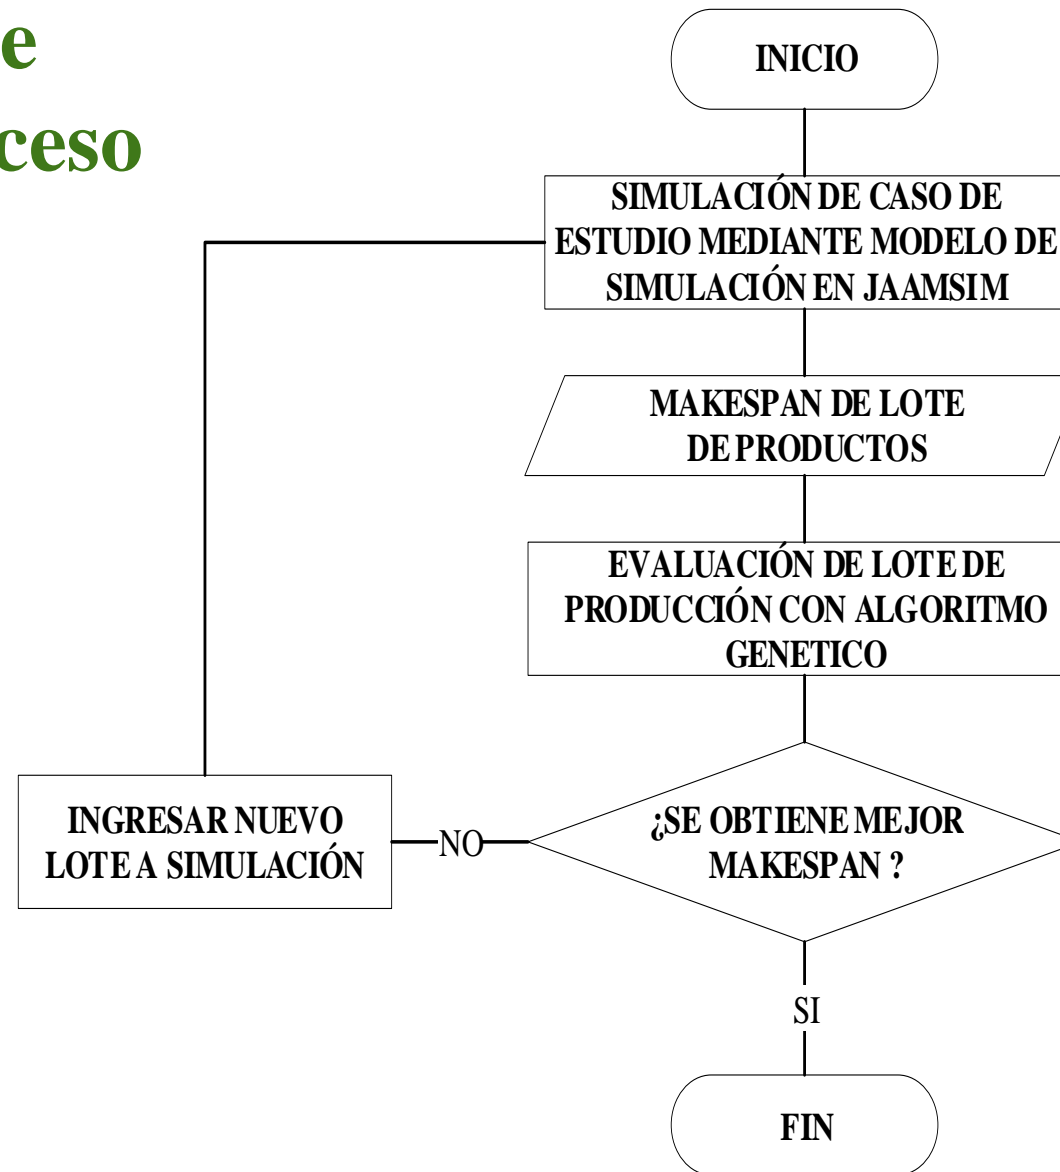 e
ceso
INICIO
SIMULACIÓN DE CASO DE
ESTUDIO MEDIANTE MODELO DE
SIMULACIÓN EN JAAMSIM
MAKESPAN DE LOTE
DE PRODUCTOS
EVALUACIÓN DE LOTE DE
PRODUCCIÓN CON ALGORITMO
GENETICO
¿SE OBTIENE MEJOR
MAKESPAN ?
NO
INGRESAR NUEVO
LOTE A SIMULACIÓN
SI
FIN